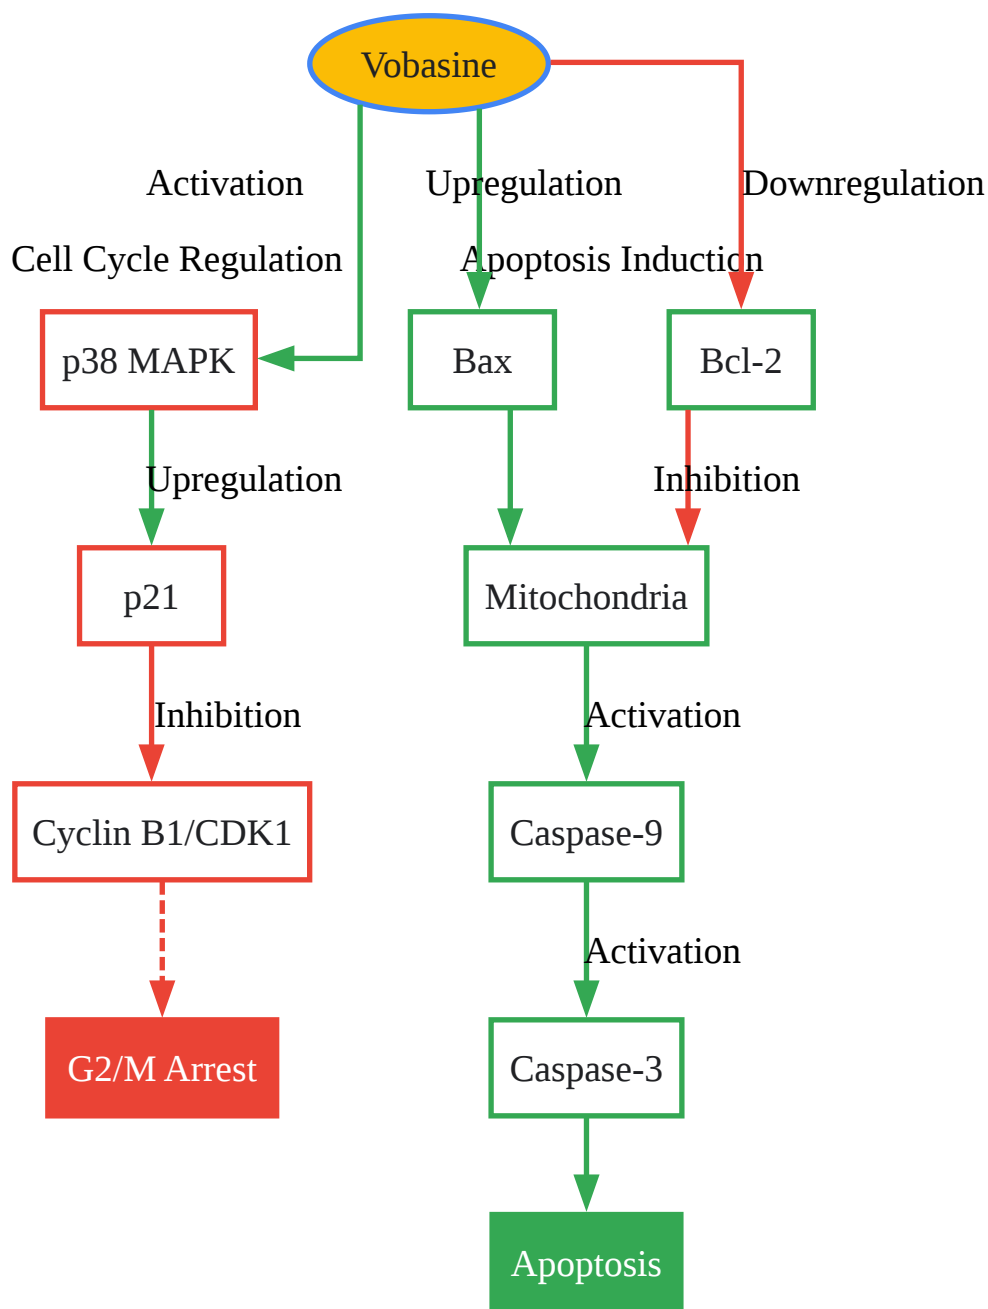 Vobasine
Activation
Upregulation
Downregulation
Cell Cycle Regulation
Apoptosis Induction
p38 MAPK
Bax
Bcl-2
Upregulation
Inhibition
p21
Mitochondria
Inhibition
Activation
Cyclin B1/CDK1
Caspase-9
Activation
G2/M Arrest
Caspase-3
Apoptosis